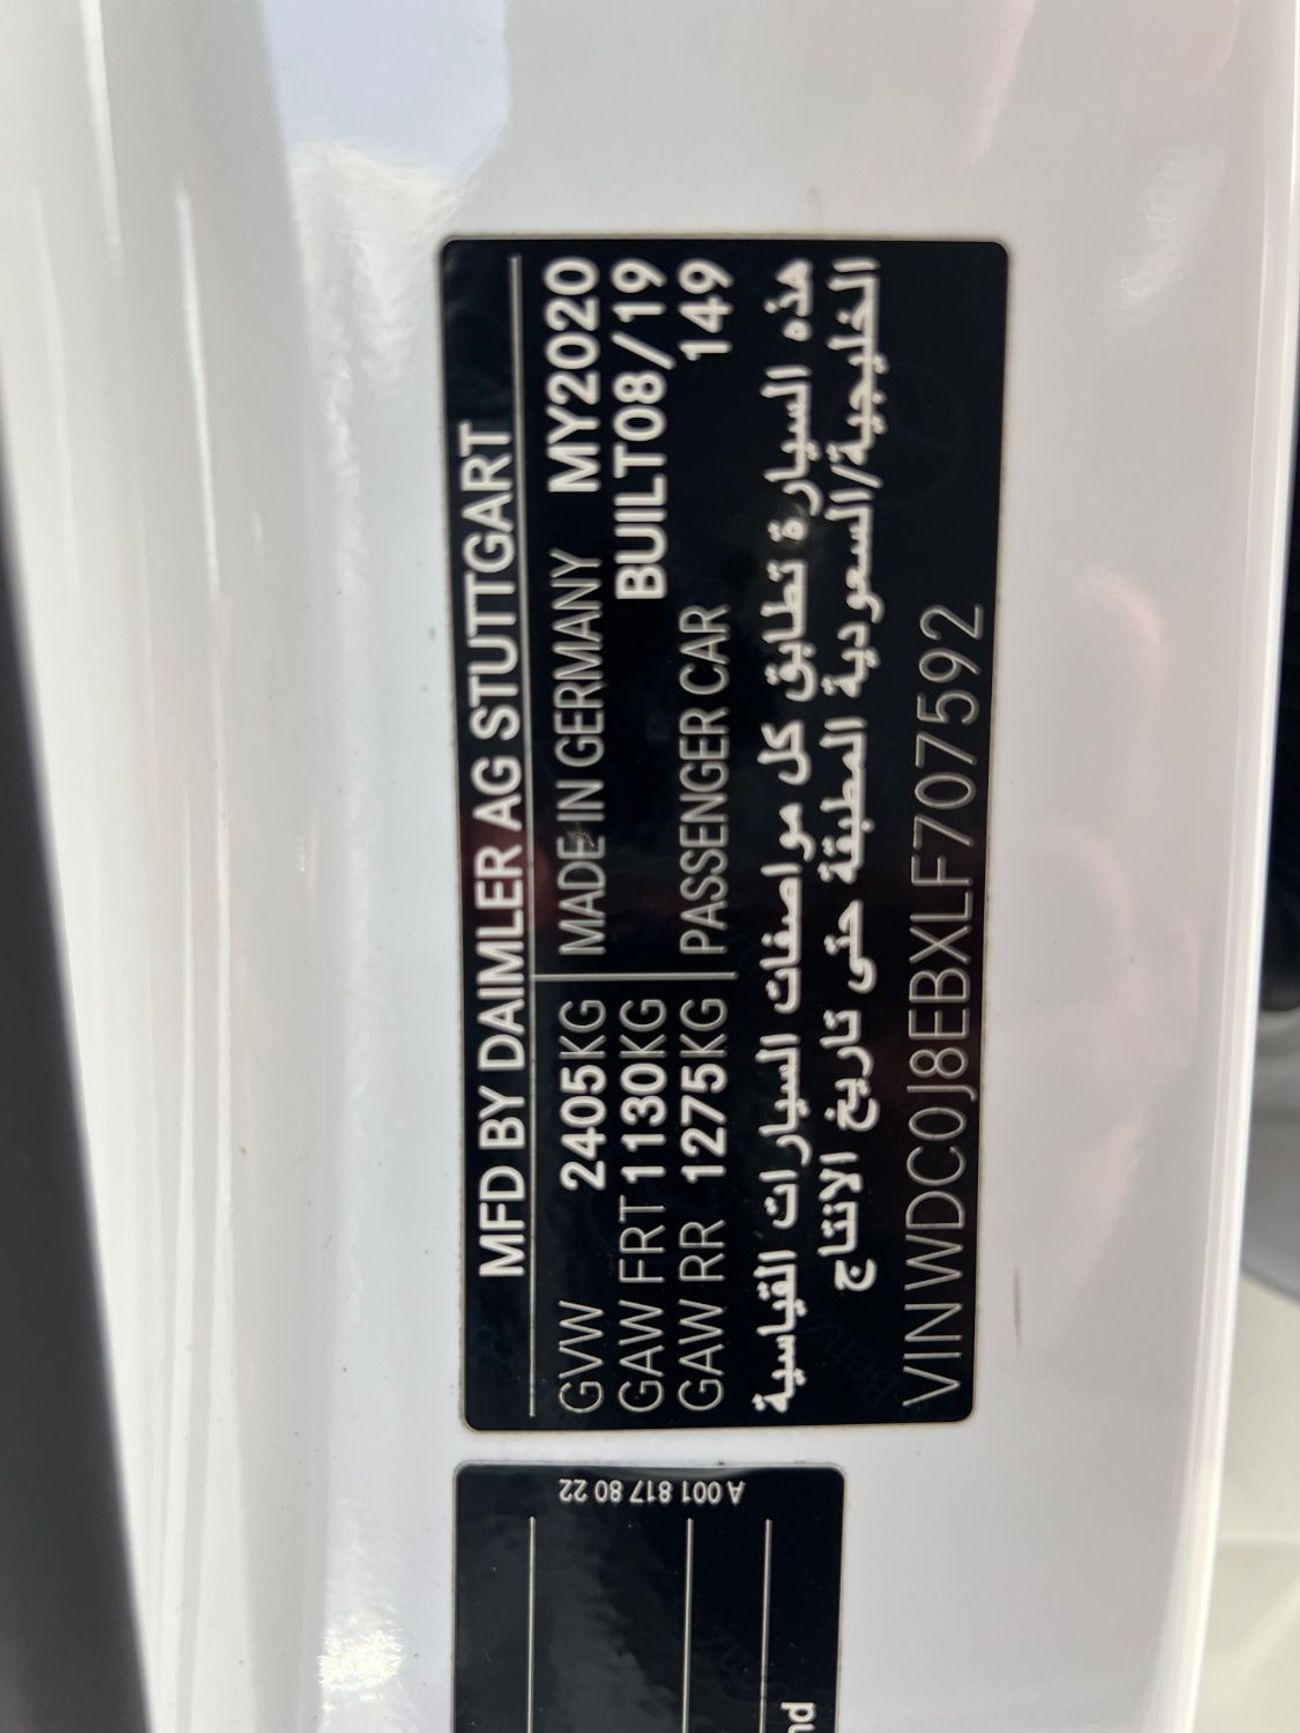 MFD BY DAIMLER AG STUTTGART
GVW 2405KG MADE IN GERMANY MY2020
GAW FRT 1130KG BUILT08/19
GAW RR 1275KG PASSENGER CAR 149
هذه السيارة تطابق كل مواصفات السيارات القياسية
الخليجية/السعودية المطبقة حتى تاريخ الانتاج
VIN WDC0J8EBXLF707592
A 001 817 80 22